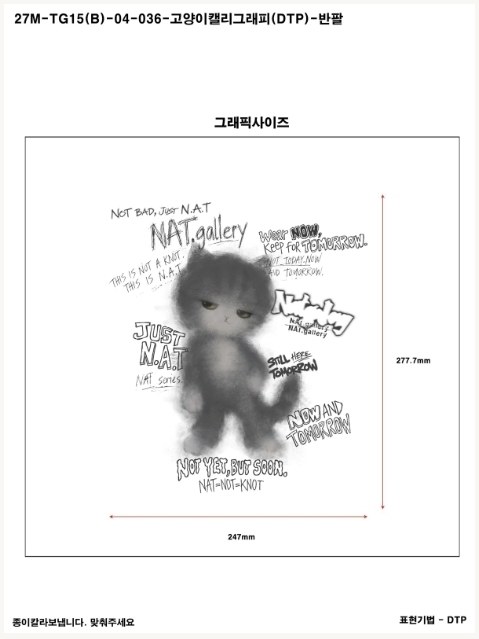 27M-TG15(B)-04-036-고양이캘리그래피(DTP)-반팔
그래픽사이즈
NOT BAD, JUST N.A.T
NAT.gallery
WORRY NOW,
KEEP FOR TOMORROW.
NOT TODAY, NOW
AND TOMORROW.
THIS IS NOT A KNOT.
THIS IS N.A.T
NAT.gallery
NAT.gallery
JUST
N.A.T
NAT series.
STILL HERE
TOMORROW
277.7mm
NOW AND
TOMORROW
NOT YET, BUT SOON.
NAT=NOT=KNOT
247mm
종이칼라보냅니다. 맞춰주세요
표현기법 - DTP